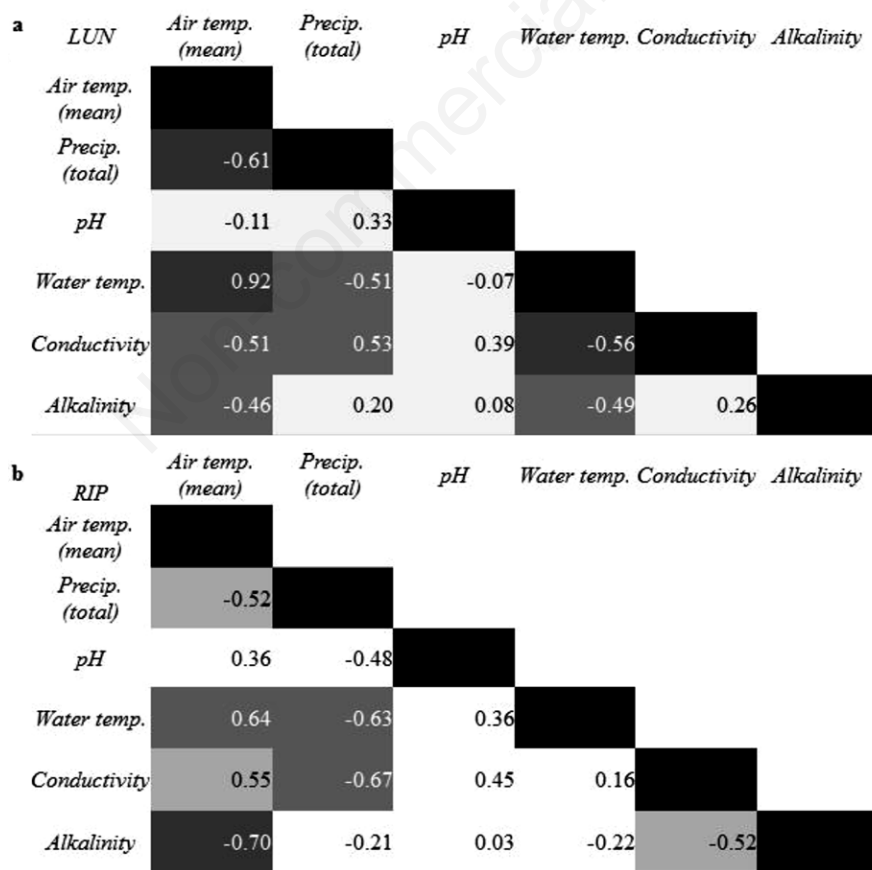 a
LUN
Air temp. (mean)
Precip. (total)
pH
Water temp.
Conductivity
Alkalinity
Air temp. (mean)
Precip. (total) -0.61
pH -0.11 0.33
Water temp. 0.92 -0.51 -0.07
Conductivity -0.51 0.53 0.39 -0.56
Alkalinity -0.46 0.20 0.08 -0.49 0.26
b
RIP
Air temp. (mean)
Precip. (total)
pH
Water temp.
Conductivity
Alkalinity
Air temp. (mean)
Precip. (total) -0.52
pH 0.36 -0.48
Water temp. 0.64 -0.63 0.36
Conductivity 0.55 -0.67 0.45 0.16
Alkalinity -0.70 -0.21 0.03 -0.22 -0.52
Non-commercial